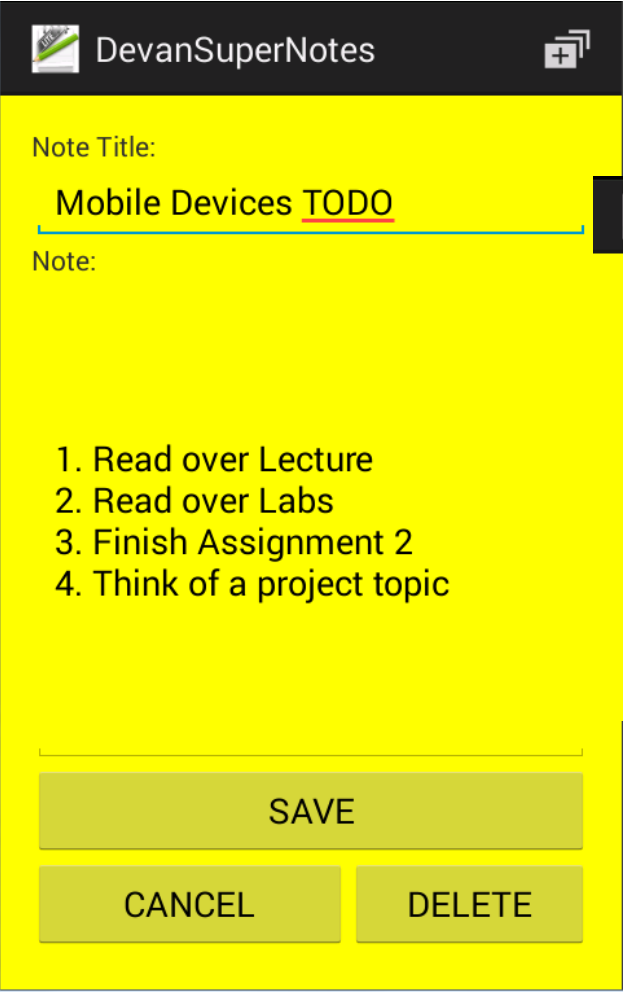 DevanSuperNotes
Note Title:
Mobile Devices TODO
Note:
1. Read over Lecture
2. Read over Labs
3. Finish Assignment 2
4. Think of a project topic
SAVE
CANCEL DELETE